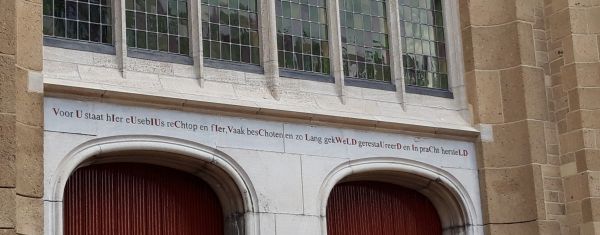 Voor U staat hIer eUsebIUs reChtop en fIer,Vaak besChoten en zo Lang gekWeLD gerestaUreerD en In praCht hersteLD